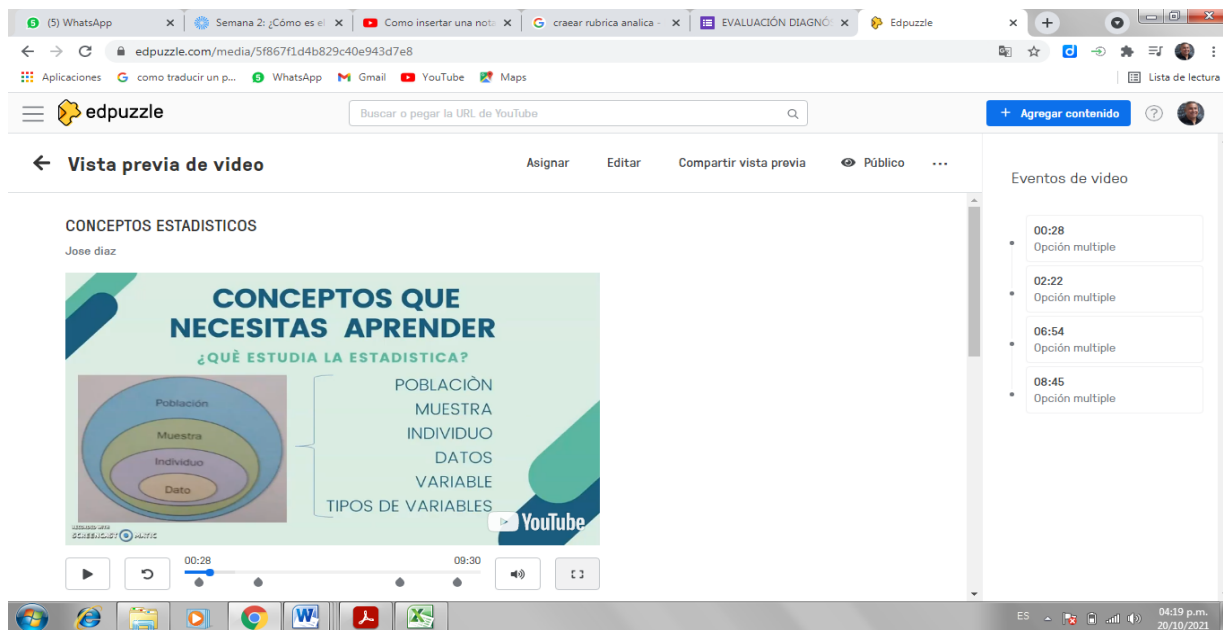 (5) WhatsApp
Semana 2: ¿Cómo es el
Como insertar una nota
craear rubrica analica -
EVALUACIÓN DIAGNÓ
Edpuzzle
edpuzzle.com/media/5f867f1d4b829c40e943d7e8
Aplicaciones
como traducir un p...
WhatsApp
Gmail
YouTube
Maps
Lista de lectura
edpuzzle
Buscar o pegar la URL de YouTube
+ Agregar contenido
Vista previa de video
Asignar
Editar
Compartir vista previa
Público
Eventos de video
CONCEPTOS ESTADISTICOS
Jose diaz
CONCEPTOS QUE
NECESITAS APRENDER
¿QUÈ ESTUDIA LA ESTADISTICA?
Población
Muestra
Individuo
Dato
POBLACIÒN
MUESTRA
INDIVIDUO
DATOS
VARIABLE
TIPOS DE VARIABLES
RECORDED WITH
SCREENCAST MATIC
YouTube
00:28
09:30
00:28
Opción multiple
02:22
Opción multiple
06:54
Opción multiple
08:45
Opción multiple
ES
04:19 p.m.
20/10/2021